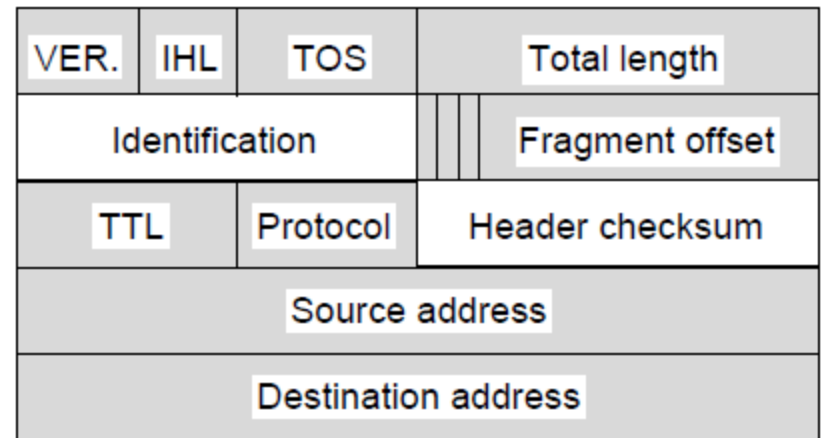 VER. IHL TOS Total length
Identification Fragment offset
TTL Protocol Header checksum
Source address
Destination address